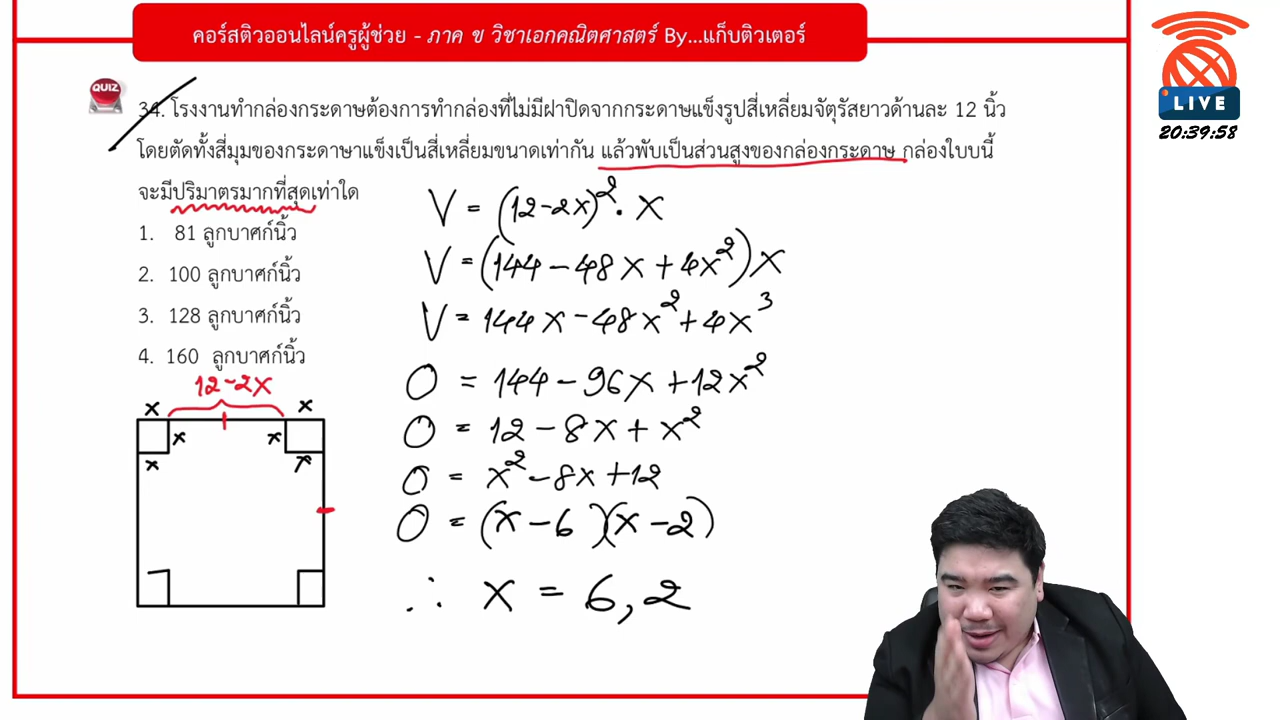 คอร์สติวออนไลน์ครูผู้ช่วย - ภาค ข วิชาเอกคณิตศาสตร์ By...แก็บติวเตอร์
LIVE
20:39:58
QUIZ
34. โรงงานทำกล่องกระดาษต้องการทำกล่องที่ไม่มีฝาปิดจากกระดาษแข็งรูปสี่เหลี่ยมจัตุรัสยาวด้านละ 12 นิ้ว
โดยตัดทั้งสี่มุมของกระดาษาแข็งเป็นสี่เหลี่ยมขนาดเท่ากัน แล้วพับเป็นส่วนสูงของกล่องกระดาษ กล่องใบบนี้
จะมีปริมาตรมากที่สุดเท่าใด
1. 81 ลูกบาศก์นิ้ว
2. 100 ลูกบาศก์นิ้ว
3. 128 ลูกบาศก์นิ้ว
4. 160 ลูกบาศก์นิ้ว
12-2x
x x
x x
x x
V = (12-2x)²·x
V = (144-48x+4x²)x
V = 144x-48x²+4x³
0 = 144-96x+12x²
0 = 12-8x+x²
0 = x²-8x+12
0 = (x-6)(x-2)
∴ x = 6,2